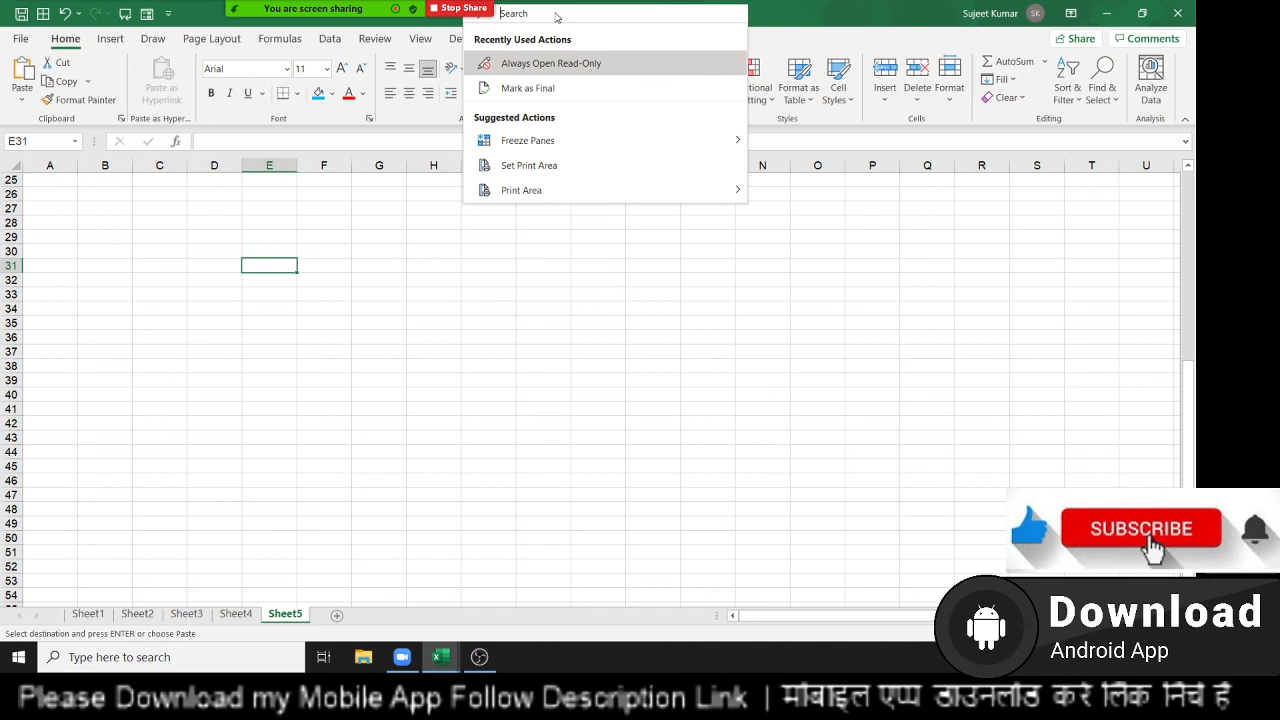 You are screen sharing
Stop Share
Search
Sujeet Kumar
SK
File
Home
Insert
Draw
Page Layout
Formulas
Data
Review
View
De
Share
Comments
Recently Used Actions
Always Open Read-Only
Mark as Final
Suggested Actions
Freeze Panes
Set Print Area
Print Area
Paste
Cut
Copy
Format Painter
Clipboard
Paste as
Hyperlink
Paste as Hyper...
Arial
11
B I U
Format as
Table
Cell
Styles
Styles
Insert
Delete
Format
Cells
AutoSum
Fill
Clear
Sort &
Filter
Find &
Select
Editing
Analyze
Data
Analysis
E31
fx
A B C D E F G H N O P Q R S T U
25
26
27
28
29
30
31
32
33
34
35
36
37
38
39
40
41
42
43
44
45
46
47
48
49
50
51
52
53
Sheet1
Sheet2
Sheet3
Sheet4
Sheet5
Select destination and press ENTER or choose Paste
Type here to search
SUBSCRIBE
Download
Android App
Please Download my Mobile App Follow Description Link | मोबाइल एप्प डाउनलोड करे लिंक निचे है